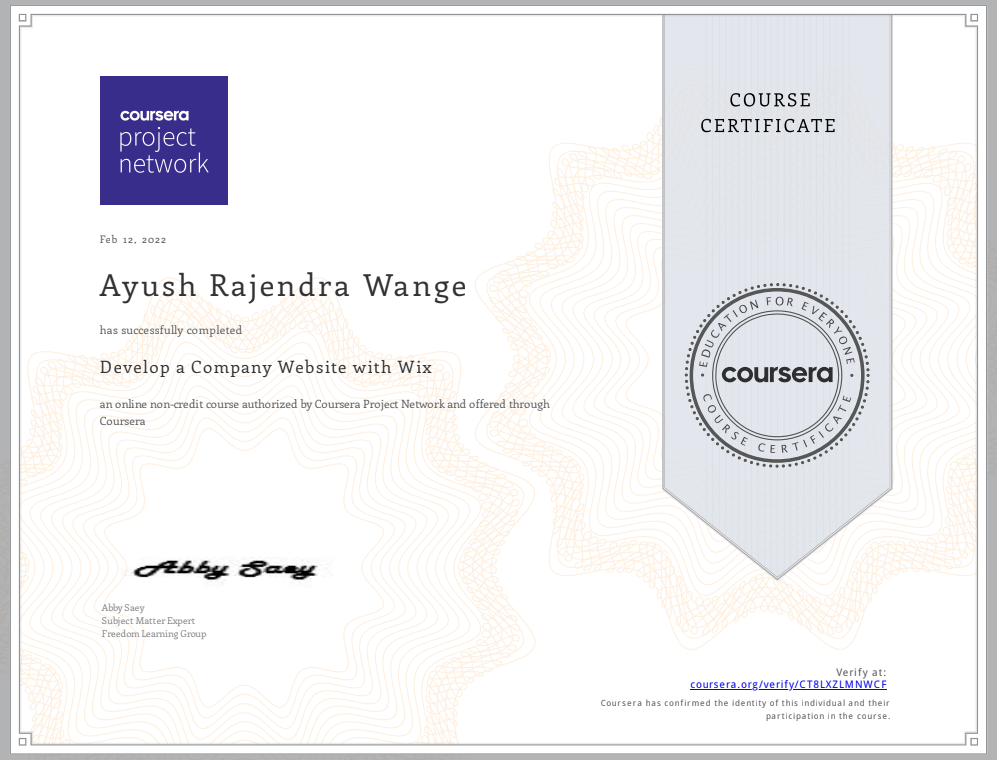 coursera
project
network
COURSE
CERTIFICATE
Feb 12, 2022
Ayush Rajendra Wange
has successfully completed
Develop a Company Website with Wix
an online non-credit course authorized by Coursera Project Network and offered through
Coursera
EDUCATION FOR EVERYONE
coursera
COURSE CERTIFICATE
Abby Saey
Abby Saey
Subject Matter Expert
Freedom Learning Group
Verify at:
coursera.org/verify/CT8LXZLMNWCF
Coursera has confirmed the identity of this individual and their
participation in the course.